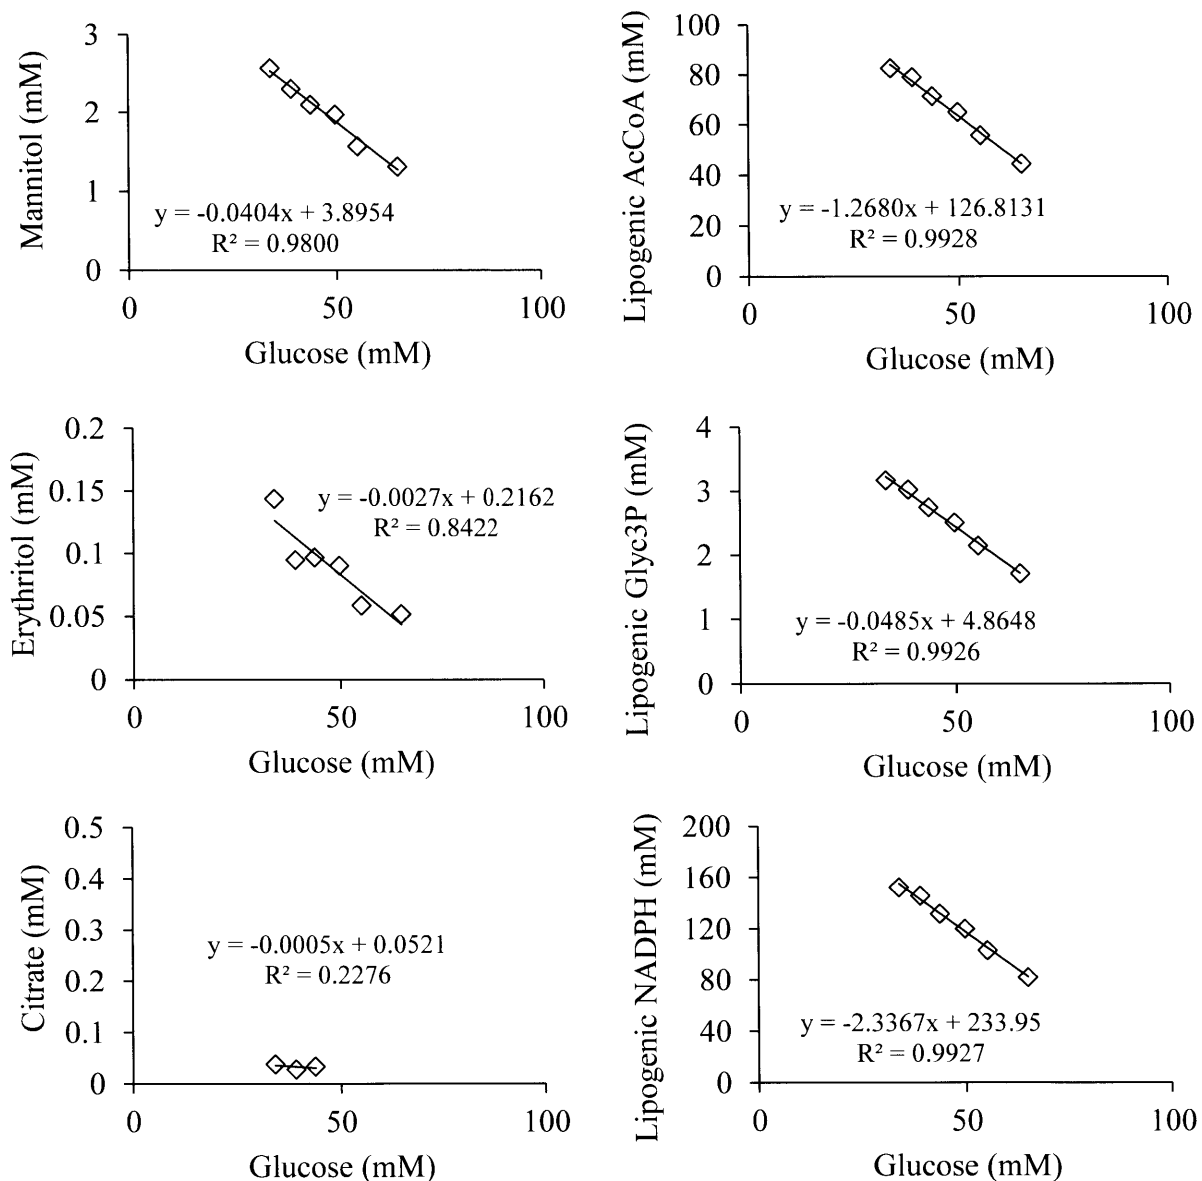 Mannitol (mM)
3
2
1
0
y = -0.0404x + 3.8954
R² = 0.9800
0
50
100
Glucose (mM)
Lipogenic AcCoA (mM)
100
80
60
40
20
0
y = -1.2680x + 126.8131
R² = 0.9928
0
50
100
Glucose (mM)
Erythritol (mM)
0.2
0.15
0.1
0.05
0
y = -0.0027x + 0.2162
R² = 0.8422
0
50
100
Glucose (mM)
Lipogenic Glyc3P (mM)
4
3
2
1
0
y = -0.0485x + 4.8648
R² = 0.9926
0
50
100
Glucose (mM)
Citrate (mM)
0.5
0.4
0.3
0.2
0.1
0
y = -0.0005x + 0.0521
R² = 0.2276
0
50
100
Glucose (mM)
Lipogenic NADPH (mM)
200
160
120
80
40
0
y = -2.3367x + 233.95
R² = 0.9927
0
50
100
Glucose (mM)